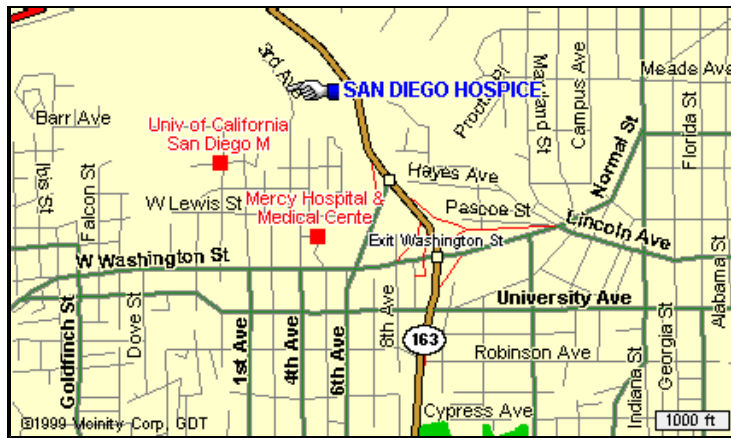 3rd Ave
SAN DIEGO HOSPICE
Meade Ave
Proctor Pl
Maryland St
Campus Ave
Normal St
Florida St
Barr Ave
Univ-of-California
San Diego M
Ibis St
Falcon St
W Lewis St
Mercy Hospital &
Medical Cente
Hayes Ave
Pascoe St
Lincoln Ave
Exit Washington St
W Washington St
University Ave
Alabama St
Goldfinch St
Dove St
1st Ave
4th Ave
6th Ave
8th Ave
163
Robinson Ave
Indiana St
Georgia St
Cypress Ave
©1999 Vicinity Corp, GDT
1000 ft